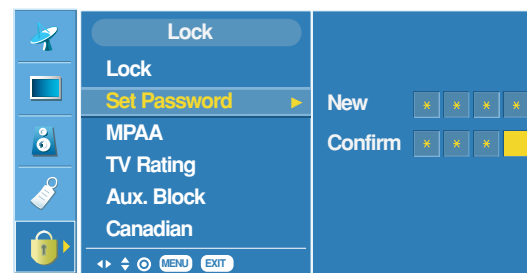 Lock
Lock
Set Password
New * * * *
MPAA
Confirm * * *
TV Rating
Aux. Block
Canadian
MENU EXIT